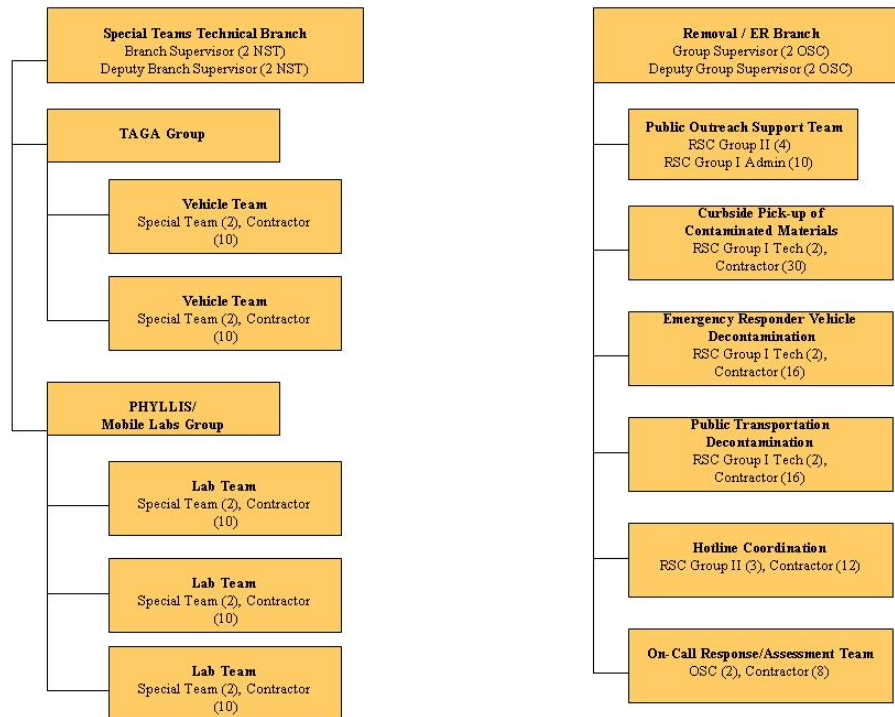 Special Teams Technical Branch
Branch Supervisor (2 NST)
Deputy Branch Supervisor (2 NST)
TAGA Group
Vehicle Team
Special Team (2), Contractor
(10)
Vehicle Team
Special Team (2), Contractor
(10)
PHYLLIS/
Mobile Labs Group
Lab Team
Special Team (2), Contractor
(10)
Lab Team
Special Team (2), Contractor
(10)
Lab Team
Special Team (2), Contractor
(10)
Removal / ER Branch
Group Supervisor (2 OSC)
Deputy Group Supervisor (2 OSC)
Public Outreach Support Team
RSC Group II (4)
RSC Group I Admin (10)
Curbside Pick-up of
Contaminated Materials
RSC Group I Tech (2),
Contractor (30)
Emergency Responder Vehicle
Decontamination
RSC Group I Tech (2),
Contractor (16)
Public Transportation
Decontamination
RSC Group I Tech (2),
Contractor (16)
Hotline Coordination
RSC Group II (3), Contractor (12)
On-Call Response/Assessment Team
OSC (2), Contractor (8)